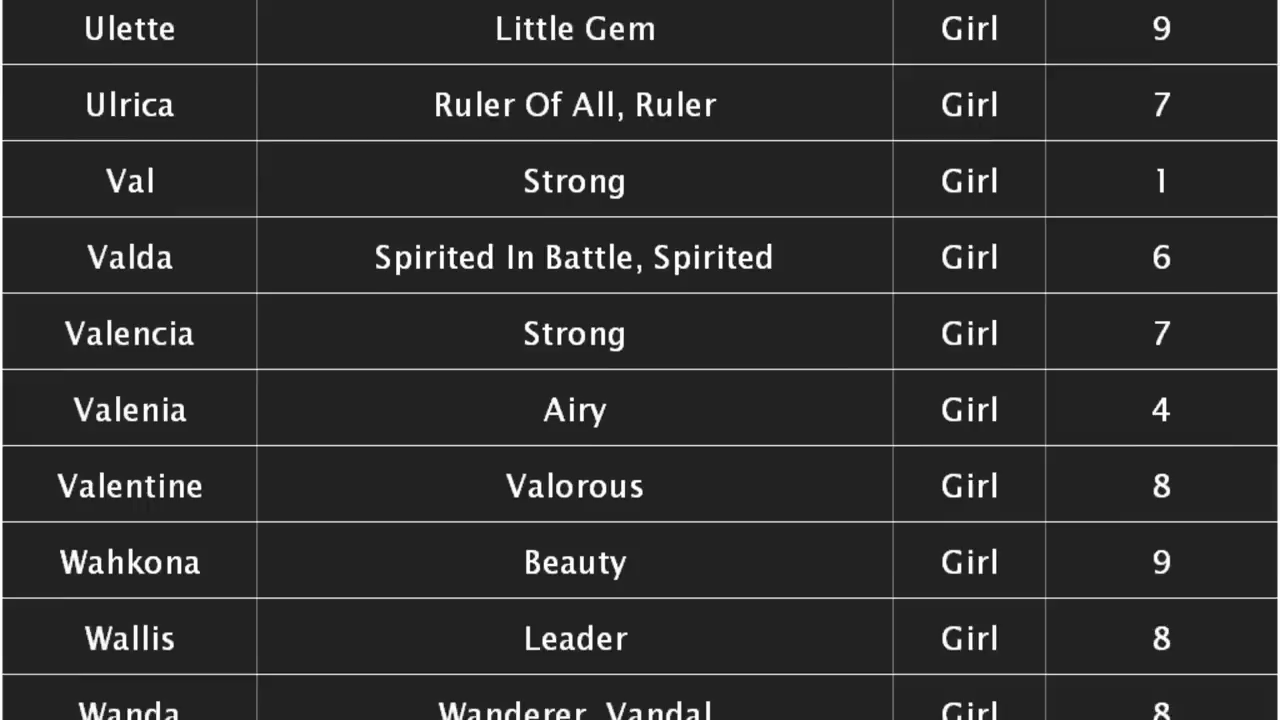 Ulette Little Gem Girl 9
Ulrica Ruler Of All, Ruler Girl 7
Val Strong Girl 1
Valda Spirited In Battle, Spirited Girl 6
Valencia Strong Girl 7
Valenia Airy Girl 4
Valentine Valorous Girl 8
Wahkona Beauty Girl 9
Wallis Leader Girl 8
Wanda Wanderer, Vandal Girl 8